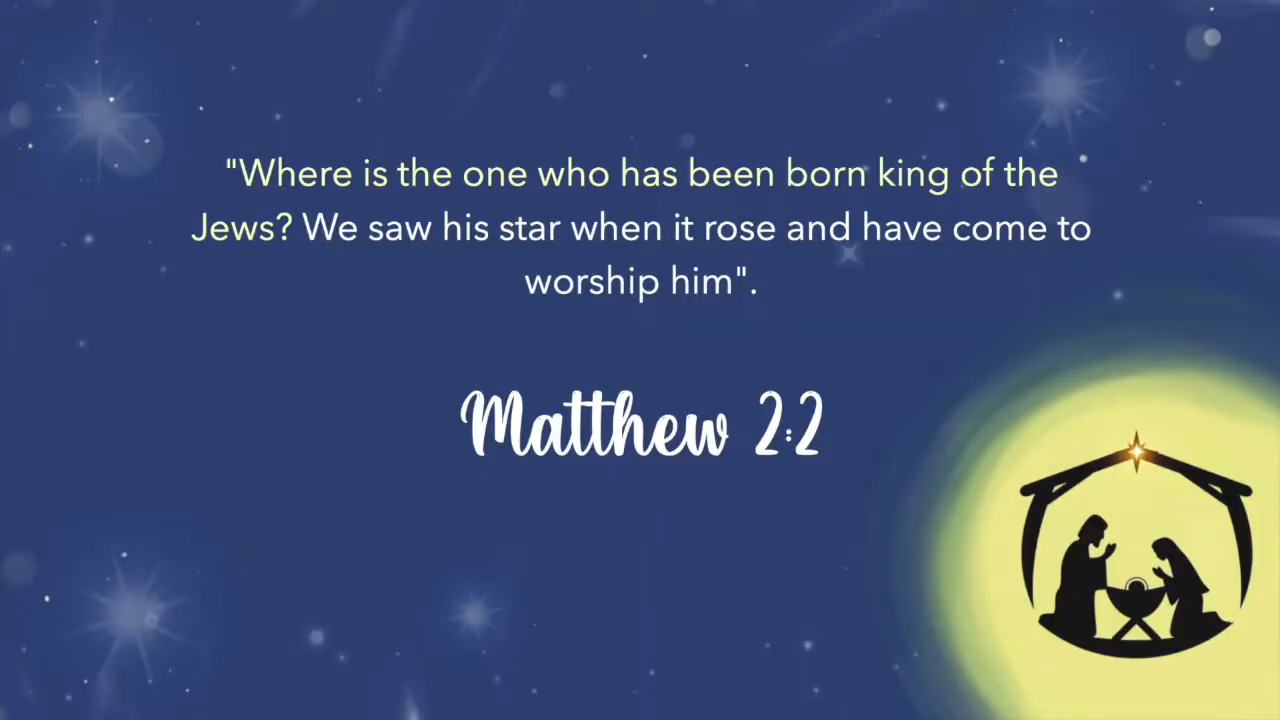 "Where is the one who has been born king of the
Jews? We saw his star when it rose and have come to
worship him".
Matthew 2:2